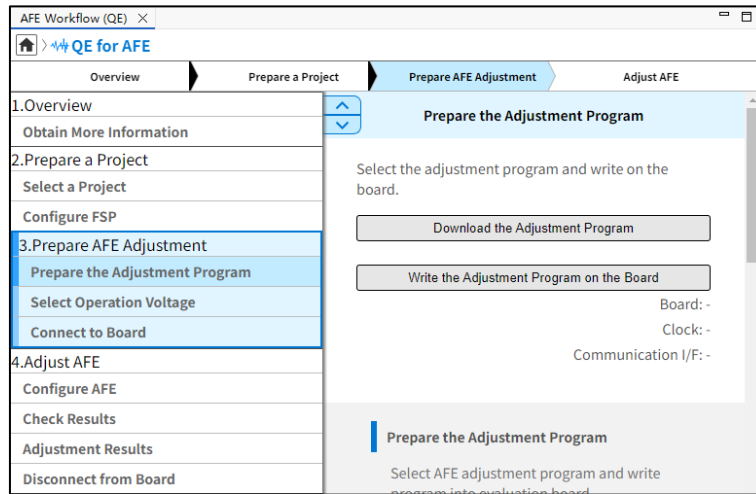 AFE Workflow (QE)
QE for AFE
Overview
Prepare a Project
Prepare AFE Adjustment
Adjust AFE
1.Overview
Obtain More Information
2.Prepare a Project
Select a Project
Configure FSP
3.Prepare AFE Adjustment
Prepare the Adjustment Program
Select Operation Voltage
Connect to Board
4.Adjust AFE
Configure AFE
Check Results
Adjustment Results
Disconnect from Board
Prepare the Adjustment Program
Select the adjustment program and write on the
board.
Download the Adjustment Program
Write the Adjustment Program on the Board
Board: -
Clock: -
Communication I/F: -
Prepare the Adjustment Program
Select AFE adjustment program and write
program into evaluation board